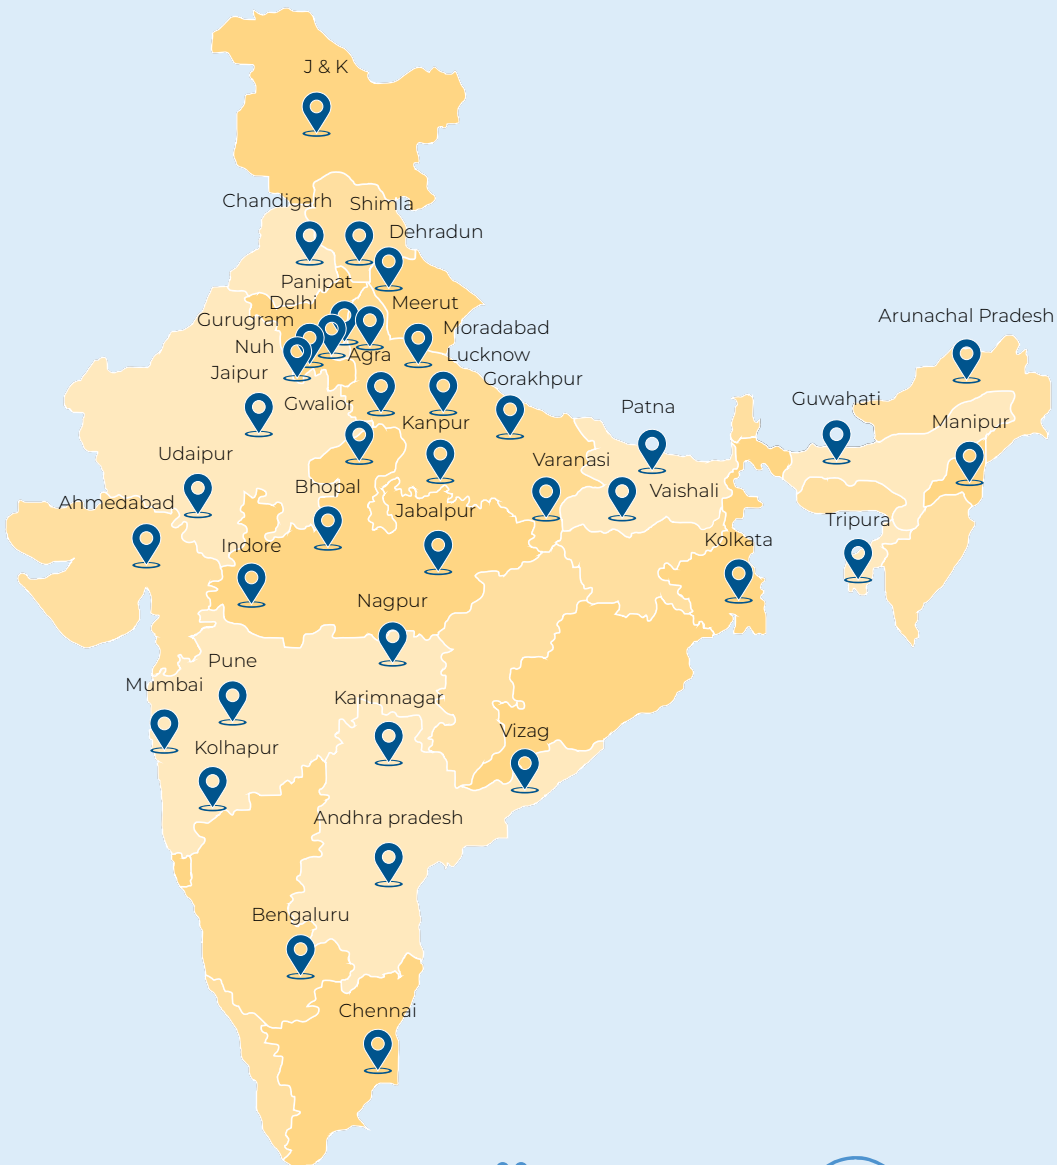 J & K
Chandigarh
Shimla
Dehradun
Panipat
Delhi
Meerut
Gurugram
Moradabad
Nuh
Agra
Lucknow
Jaipur
Gorakhpur
Gwalior
Kanpur
Patna
Guwahati
Arunachal Pradesh
Manipur
Udaipur
Varanasi
Bhopal
Vaishali
Ahmedabad
Jabalpur
Tripura
Indore
Kolkata
Nagpur
Pune
Mumbai
Karimnagar
Vizag
Kolhapur
Andhra pradesh
Bengaluru
Chennai